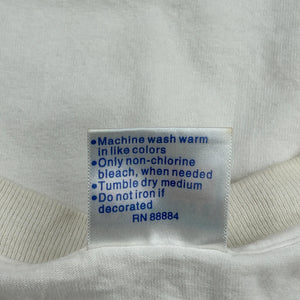 •Machine wash warm
in like colors
•Only non-chlorine
bleach, when needed
•Tumble dry medium
•Do not iron if
decorated
RN 88884